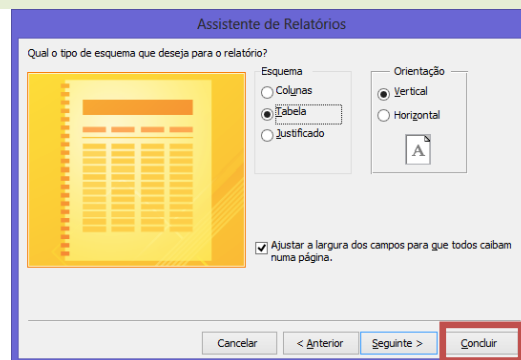 Assistente de Relatórios
Qual o tipo de esquema que deseja para o relatório?
Esquema
Colunas
Tabela
Justificado
Orientação
Vertical
Horizontal
A
Ajustar a largura dos campos para que todos caibam
numa página.
Cancelar
< Anterior
Seguinte >
Concluir